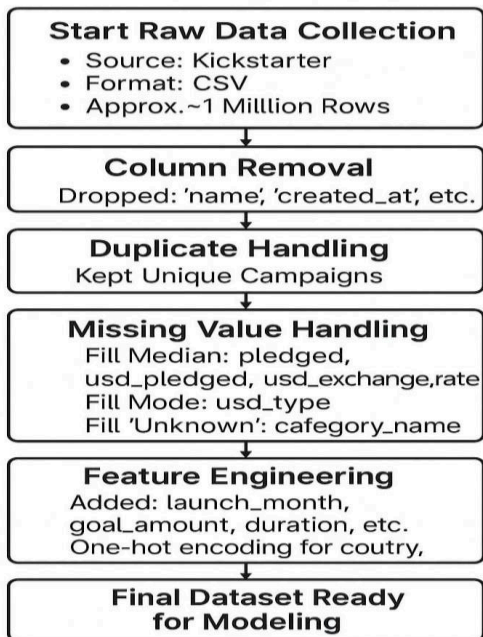 Start Raw Data Collection
• Source: Kickstarter
• Format: CSV
• Approx.~1 Milllion Rows
Column Removal
Dropped: 'name', 'created_at', etc.
Duplicate Handling
Kept Unique Campaigns
Missing Value Handling
Fill Median: pledged,
usd_pledged, usd_exchange,rate
Fill Mode: usd_type
Fill 'Unknown': cafegory_name
Feature Engineering
Added: launch_month,
goal_amount, duration, etc.
One-hot encoding for coutry,
Final Dataset Ready
for Modeling